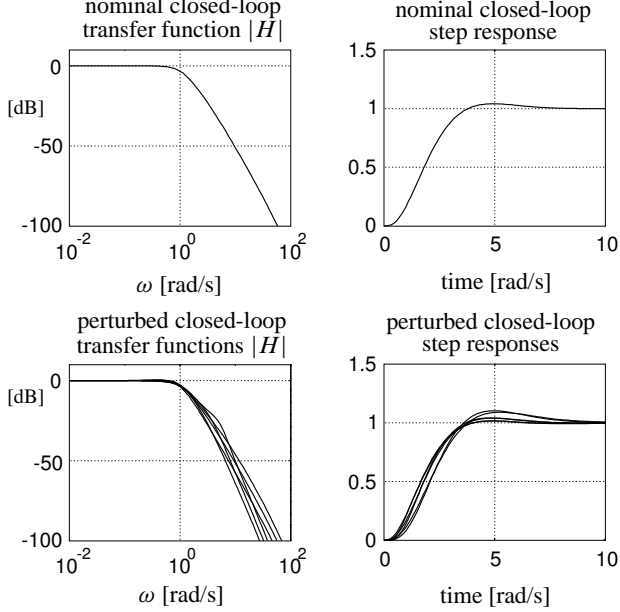 nominal closed-loop
transfer function |H|
0
[dB]
-50
-100
10^-2
10^0
10^2
ω [rad/s]
nominal closed-loop
step response
1.5
1
0.5
0
0
5
10
time [rad/s]
perturbed closed-loop
transfer functions |H|
0
[dB]
-50
-100
10^-2
10^0
10^2
ω [rad/s]
perturbed closed-loop
step responses
1.5
1
0.5
0
0
5
10
time [rad/s]